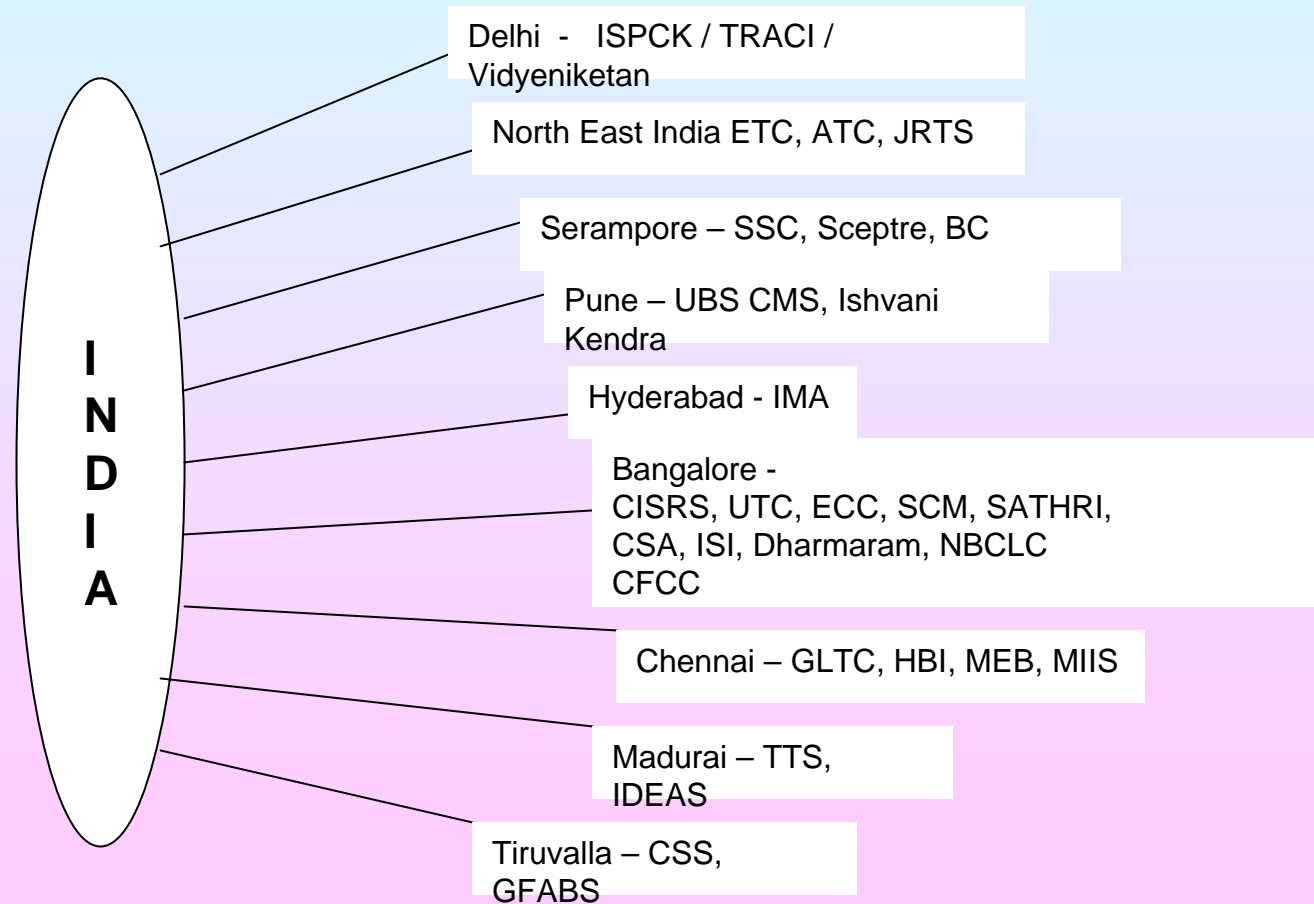 I
N
D
I
A
Delhi - ISPCK / TRACI /
Vidyeniketan
North East India ETC, ATC, JRTS
Serampore – SSC, Sceptre, BC
Pune – UBS CMS, Ishvani
Kendra
Hyderabad - IMA
Bangalore -
CISRS, UTC, ECC, SCM, SATHRI,
CSA, ISI, Dharmaram, NBCLC
CFCC
Chennai – GLTC, HBI, MEB, MIIS
Madurai – TTS,
IDEAS
Tiruvalla – CSS,
GFABS